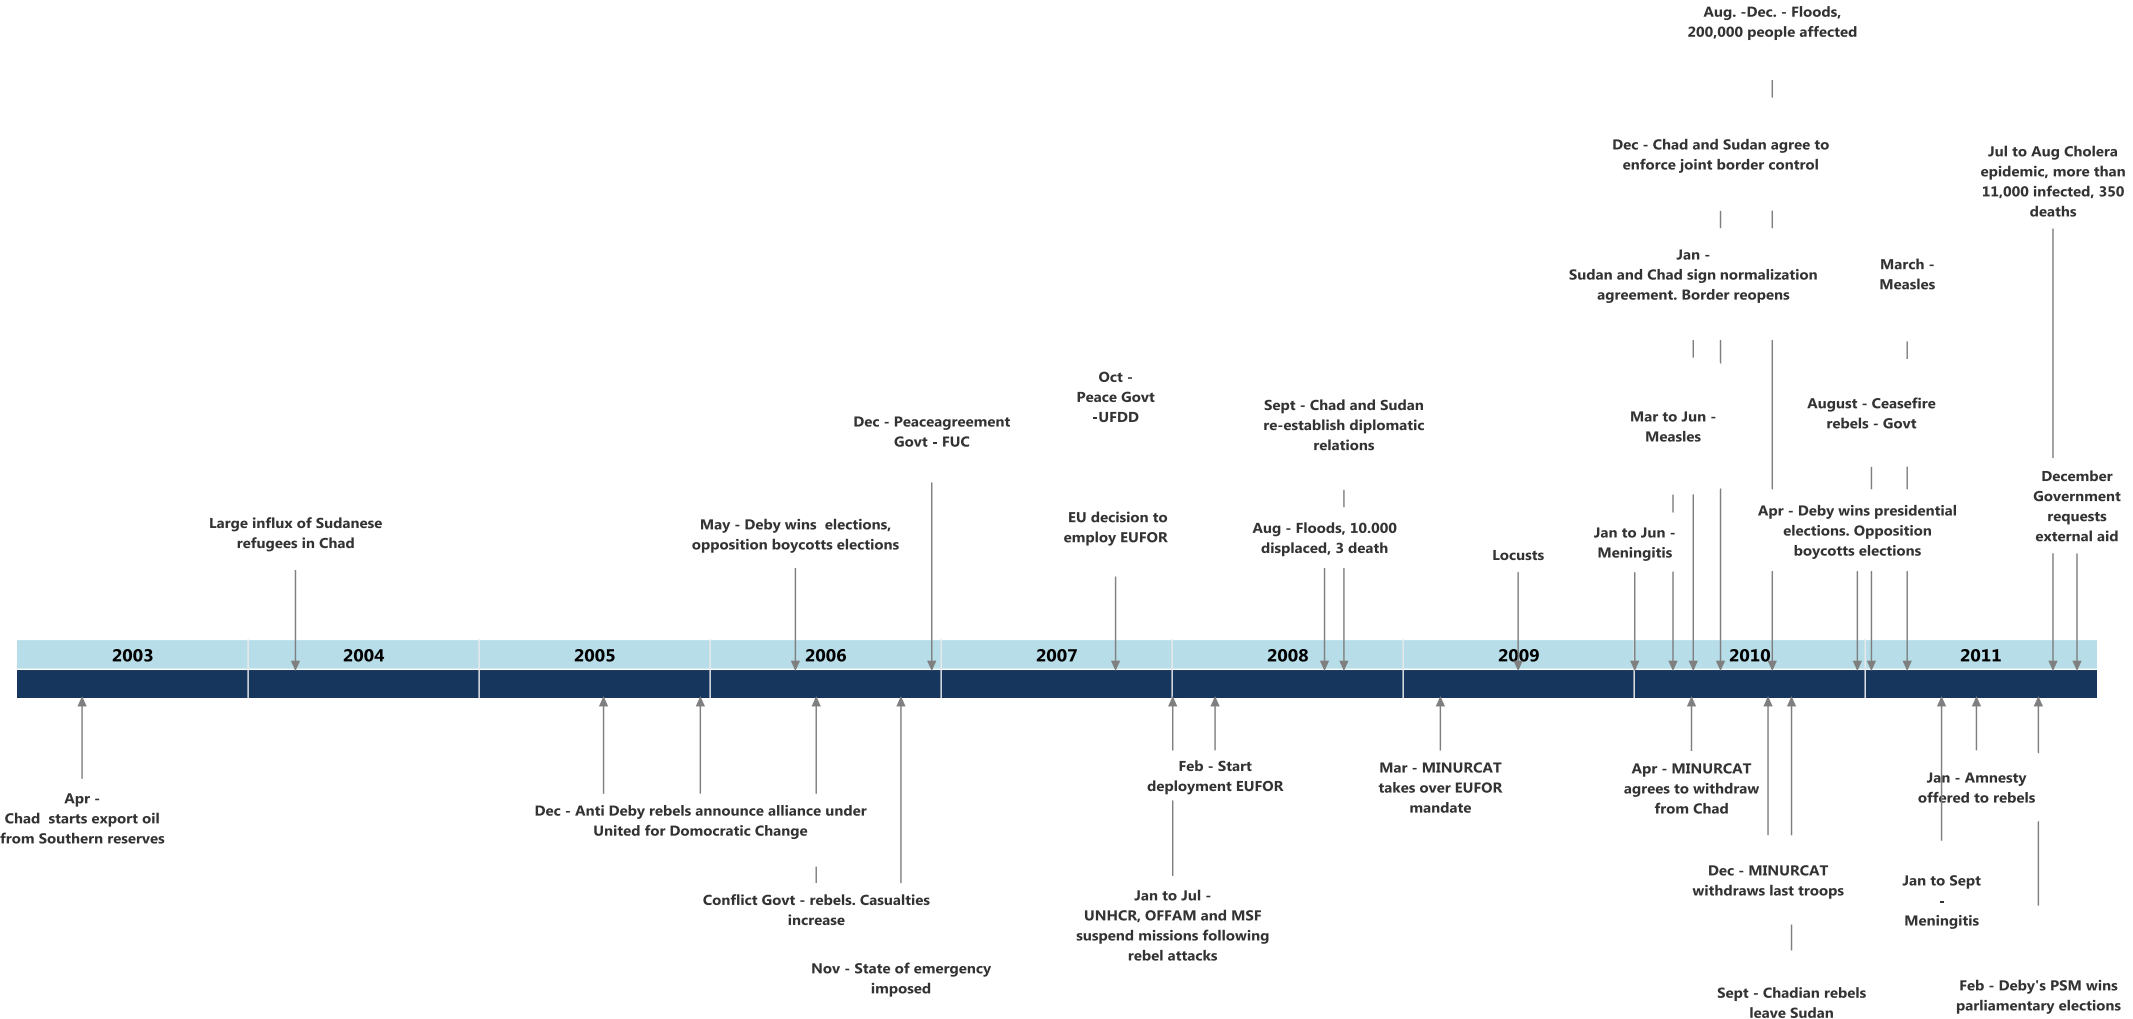 Aug. -Dec. - Floods,
200,000 people affected
Dec - Chad and Sudan agree to
enforce joint border control
Jul to Aug Cholera
epidemic, more than
11,000 infected, 350
deaths
Jan -
Sudan and Chad sign normalization
agreement. Border reopens
March -
Measles
Oct -
Peace Govt
-UFDD
Sept - Chad and Sudan
re-establish diplomatic
relations
Dec - Peaceagreement
Govt - FUC
Mar to Jun -
Measles
August - Ceasefire
rebels - Govt
December
Government
requests
external aid
Large influx of Sudanese
refugees in Chad
May - Deby wins  elections,
opposition boycotts elections
EU decision to
employ EUFOR
Aug - Floods, 10.000
displaced, 3 death
Locusts
Jan to Jun -
Meningitis
Apr - Deby wins presidential
elections. Opposition
boycotts elections
2003
2004
2005
2006
2007
2008
2009
2010
2011
Apr -
Chad  starts export oil
from Southern reserves
Dec - Anti Deby rebels announce alliance under
United for Domocratic Change
Conflict Govt - rebels. Casualties
increase
Nov - State of emergency
imposed
Feb - Start
deployment EUFOR
Jan to Jul -
UNHCR, OFFAM and MSF
suspend missions following
rebel attacks
Mar - MINURCAT
takes over EUFOR
mandate
Apr - MINURCAT
agrees to withdraw
from Chad
Dec - MINURCAT
withdraws last troops
Sept - Chadian rebels
leave Sudan
Jan - Amnesty
offered to rebels
Jan to Sept
-
Meningitis
Feb - Deby's PSM wins
parliamentary elections